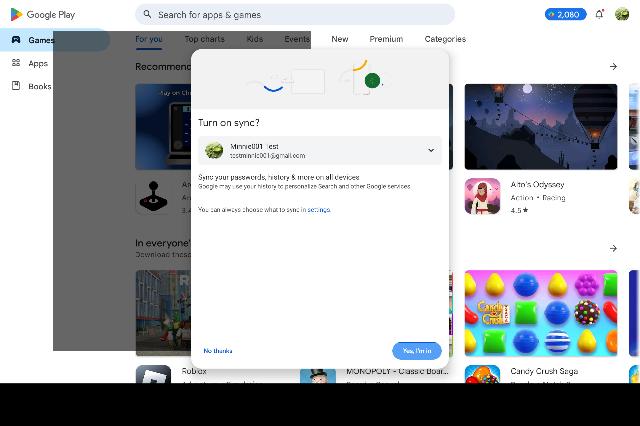 Google Play
Search for apps & games
2,080
Games
Apps
Books
For you
Top charts
Kids
Events
New
Premium
Categories
Recommen
Turn on sync?
Minnie001 Test
testminnie001@gmail.com
Sync your passwords, history & more on all devices
Google may use your history to personalize Search and other Google services
You can always choose what to sync in settings.
No thanks
Yes, I'm in
Alto's Odyssey
Action • Racing
4.5★
In everyone'
Download these
Candy Crush
Roblox
MONOPOLY - Classic Boar...
Candy Crush Saga